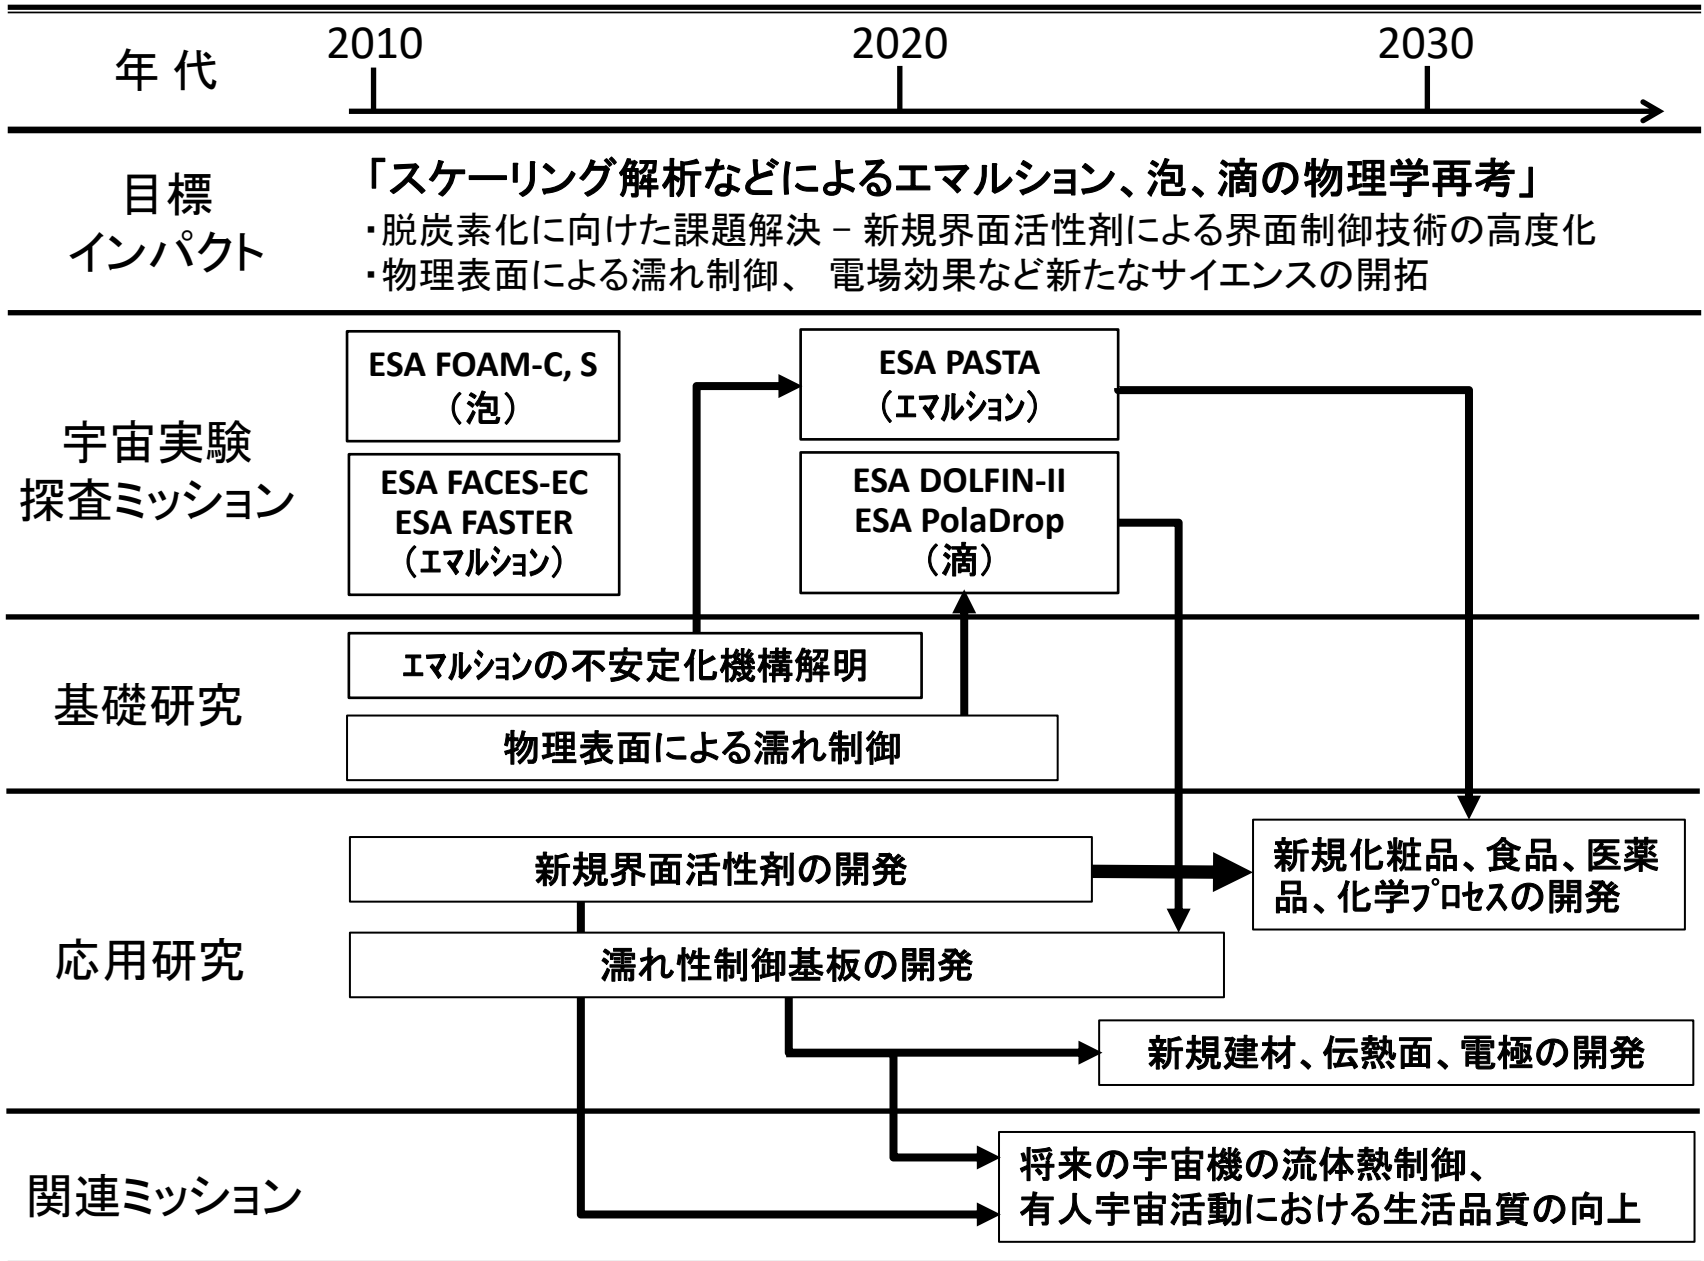 年 代
2010
2020
2030
目標
インパクト
「スケーリング解析などによるエマルション、泡、滴の物理学再考」
・脱炭素化に向けた課題解決 − 新規界面活性剤による界面制御技術の高度化
・物理表面による濡れ制御、 電場効果など新たなサイエンスの開拓
宇宙実験
探査ミッション
ESA FOAM-C, S
（泡）
ESA FACES-EC
ESA FASTER
（エマルション）
ESA PASTA
（エマルション）
ESA DOLFIN-II
ESA PolaDrop
（滴）
基礎研究
エマルションの不安定化機構解明
物理表面による濡れ制御
応用研究
新規界面活性剤の開発
新規化粧品、食品、医薬
品、化学プロセスの開発
濡れ性制御基板の開発
新規建材、伝熱面、電極の開発
関連ミッション
将来の宇宙機の流体熱制御、
有人宇宙活動における生活品質の向上